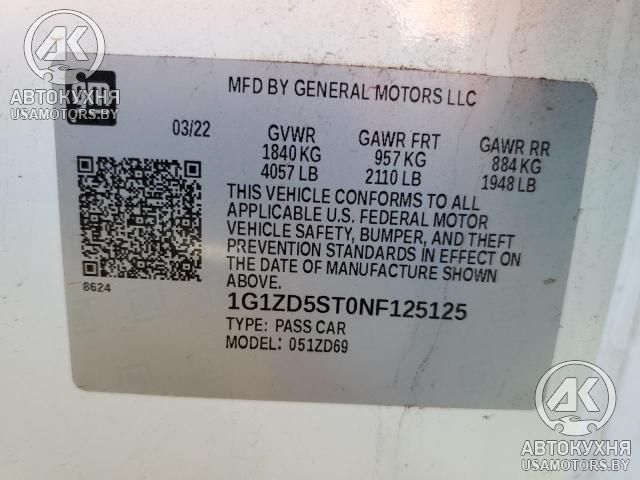 АВТОКУХНЯ
USAMOTORS.BY
gm
MFD BY GENERAL MOTORS LLC
03/22 GVWR GAWR FRT GAWR RR
1840 KG 957 KG 884 KG
4057 LB 2110 LB 1948 LB
THIS VEHICLE CONFORMS TO ALL
APPLICABLE U.S. FEDERAL MOTOR
VEHICLE SAFETY, BUMPER, AND THEFT
PREVENTION STANDARDS IN EFFECT ON
THE DATE OF MANUFACTURE SHOWN
ABOVE.
8624
1G1ZD5ST0NF125125
TYPE: PASS CAR
MODEL: 051ZD69
АК
АВТОКУХНЯ
USAMOTORS.BY